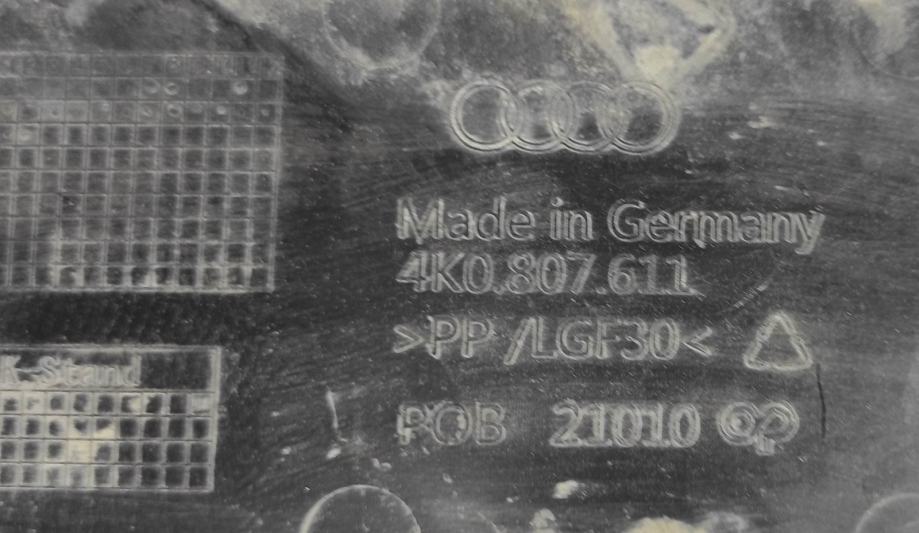 Made in Germany
4K0.807.611
>PP /LGF30<
K-Stand
POB 21010